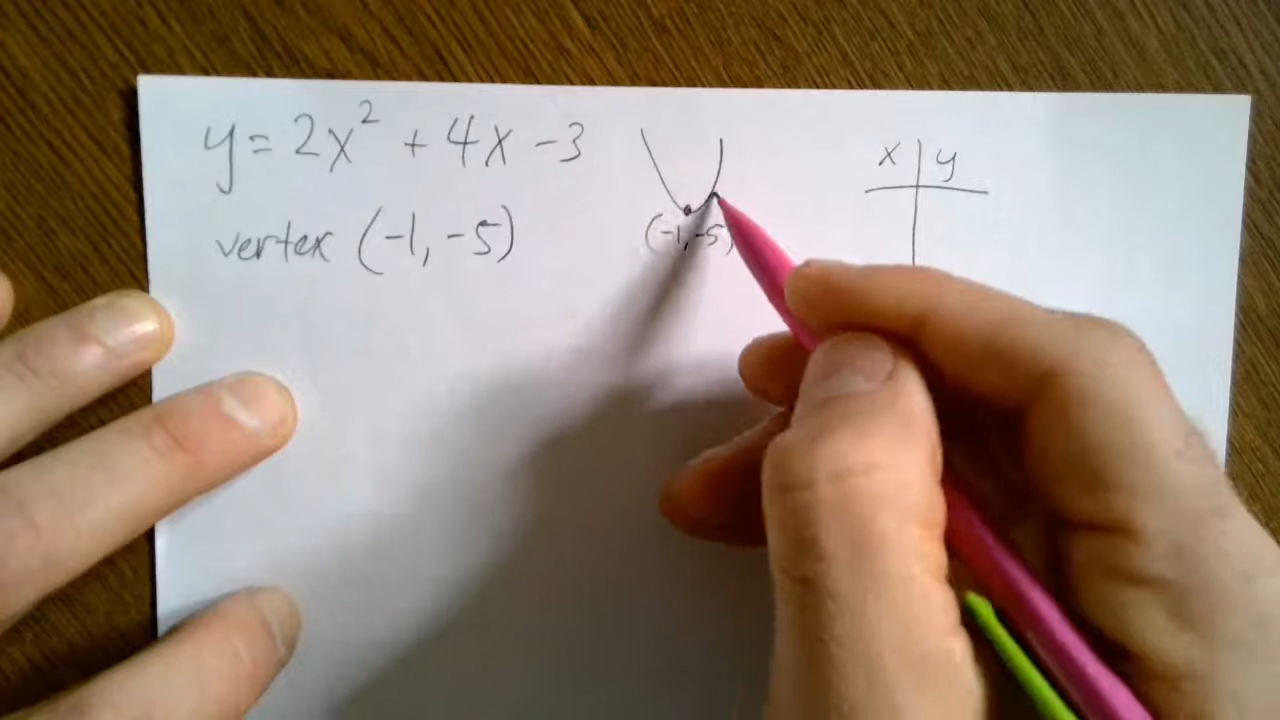 y = 2x² + 4x - 3
vertex (-1, -5)
(-1, -5)
x y